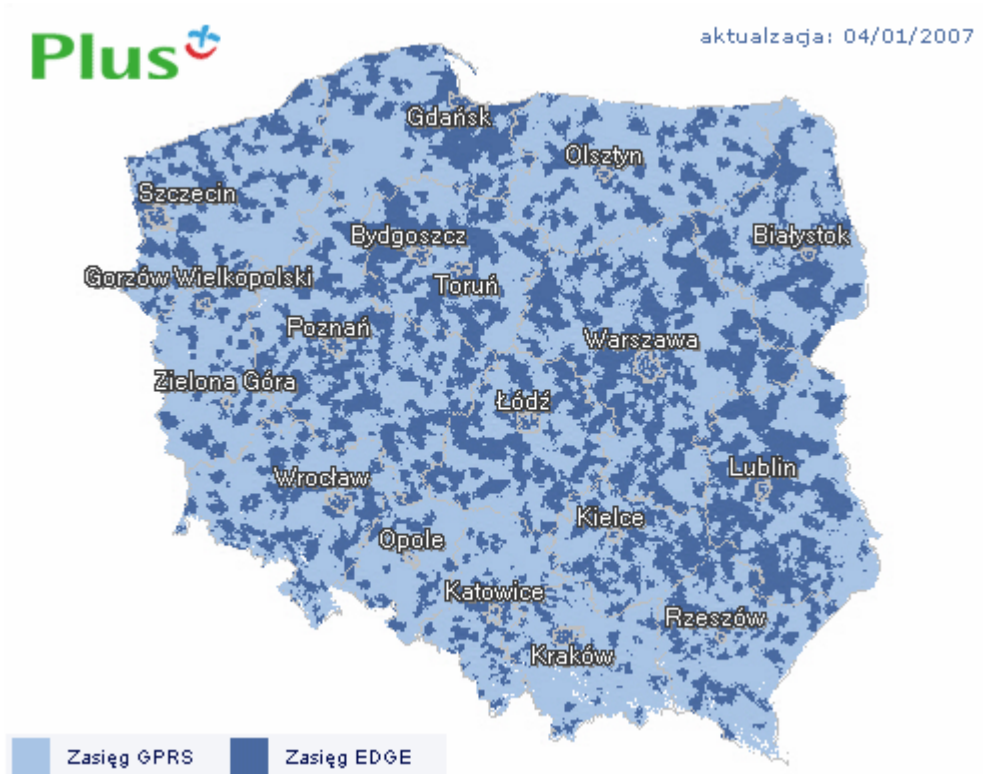 Plus
aktualzacja: 04/01/2007
Gdańsk
Olsztyn
Szczecin
Bydgoszcz
Białystok
Gorzów Wielkopolski
Toruń
Poznań
Warszawa
Zielona Góra
Łódź
Lublin
Wrocław
Kielce
Opole
Katowice
Rzeszów
Kraków
Zasięg GPRS
Zasięg EDGE